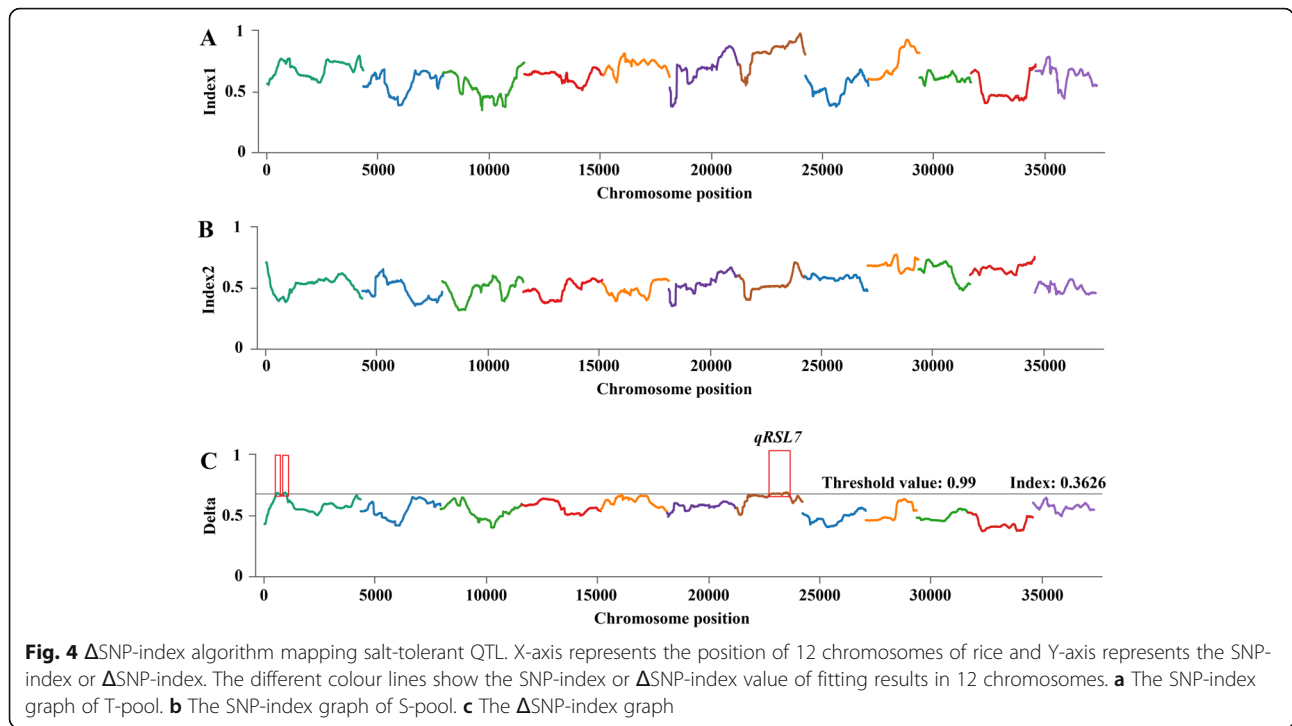 A
1
0.5
0
Index1
0 5000 10000 15000 20000 25000 30000 35000
Chromosome position
B
1
0.5
0
Index2
0 5000 10000 15000 20000 25000 30000 35000
Chromosome position
qRSL7
C
1
Threshold value: 0.99 Index: 0.3626
0.5
0
Delta
0 5000 10000 15000 20000 25000 30000 35000
Chromosome position
Fig. 4 ΔSNP-index algorithm mapping salt-tolerant QTL. X-axis represents the position of 12 chromosomes of rice and Y-axis represents the SNP-
index or ΔSNP-index. The different colour lines show the SNP-index or ΔSNP-index value of fitting results in 12 chromosomes. a The SNP-index
graph of T-pool. b The SNP-index graph of S-pool. c The ΔSNP-index graph